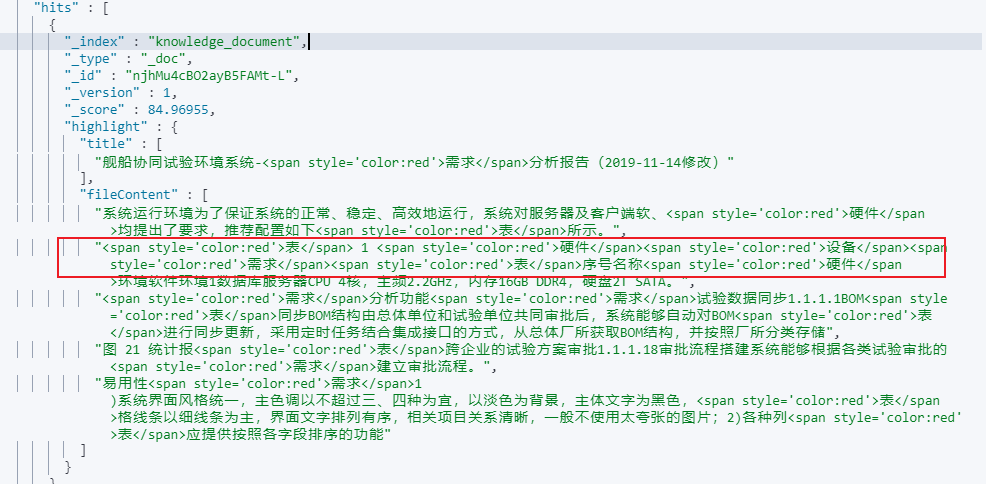 "hits" : [
{
"_index" : "knowledge_document",
"_type" : "_doc",
"_id" : "njhMu4cBO2ayB5FAMt-L",
"_version" : 1,
"_score" : 84.96955,
"highlight" : {
"title" : [
"舰船协同试验环境系统-<span style='color:red'>需求</span>分析报告（2019-11-14修改）"
],
"fileContent" : [
"系统运行环境为了保证系统的正常、稳定、高效地运行，系统对服务器及客户端软、<span style='color:red'>硬件</span
>均提出了要求，推荐配置如下<span style='color:red'>表</span>所示。",
"<span style='color:red'>表</span> 1 <span style='color:red'>硬件</span><span style='color:red'>设备</span><span
style='color:red'>需求</span><span style='color:red'>表</span>序号名称<span style='color:red'>硬件</span
>环境软件环境1数据库服务器CPU 4核，主频2.2GHz，内存16GB DDR4，硬盘2T SATA。",
"<span style='color:red'>需求</span>分析功能<span style='color:red'>需求</span>试验数据同步1.1.1.1BOM<span style
='color:red'>表</span>同步BOM结构由总体单位和试验单位共同审批后，系统能够自动对BOM<span style='color:red'>表
</span>进行同步更新，采用定时任务结合集成接口的方式，从总体厂所获取BOM结构，并按照厂所分类存储",
"图 21 统计报<span style='color:red'>表</span>跨企业的试验方案审批1.1.1.18审批流程搭建系统能够根据各类试验审批的
<span style='color:red'>需求</span>建立审批流程。",
"易用性<span style='color:red'>需求</span>1
)系统界面风格统一，主色调以不超过三、四种为宜，以淡色为背景，主体文字为黑色，<span style='color:red'>表</span
>格线条以细线条为主，界面文字排列有序，相关项目关系清晰，一般不使用太夸张的图片；2)各种列<span style='color:red'
>表</span>应提供按照各字段排序的功能"
]
}
}